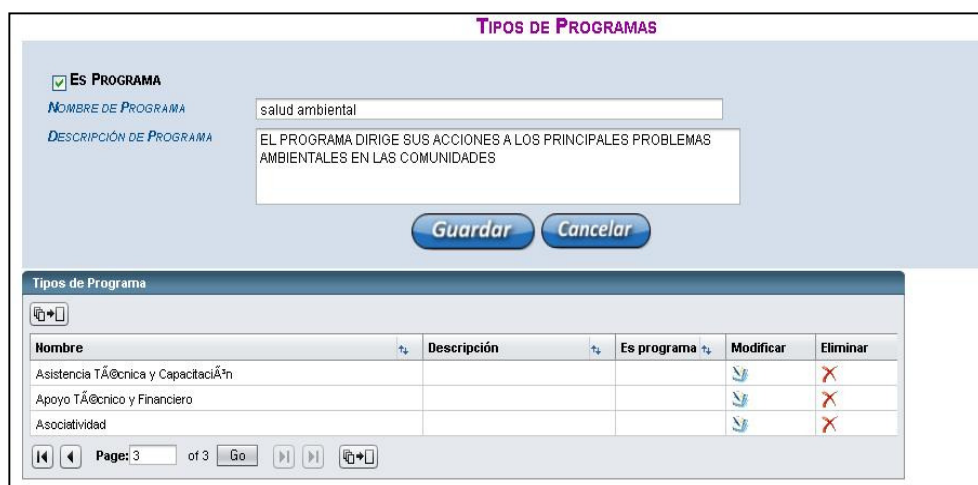 TIPOS DE PROGRAMAS
ES PROGRAMA
NOMBRE DE PROGRAMA salud ambiental
DESCRIPCIÓN DE PROGRAMA EL PROGRAMA DIRIGE SUS ACCIONES A LOS PRINCIPALES PROBLEMAS
AMBIENTALES EN LAS COMUNIDADES
Guardar Cancelar
Tipos de Programa
Nombre Descripción Es programa Modificar Eliminar
Asistencia TÃ©cnica y CapacitaciÃ³n
Apoyo TÃ©cnico y Financiero
Asociatividad
Page: 3 of 3 Go